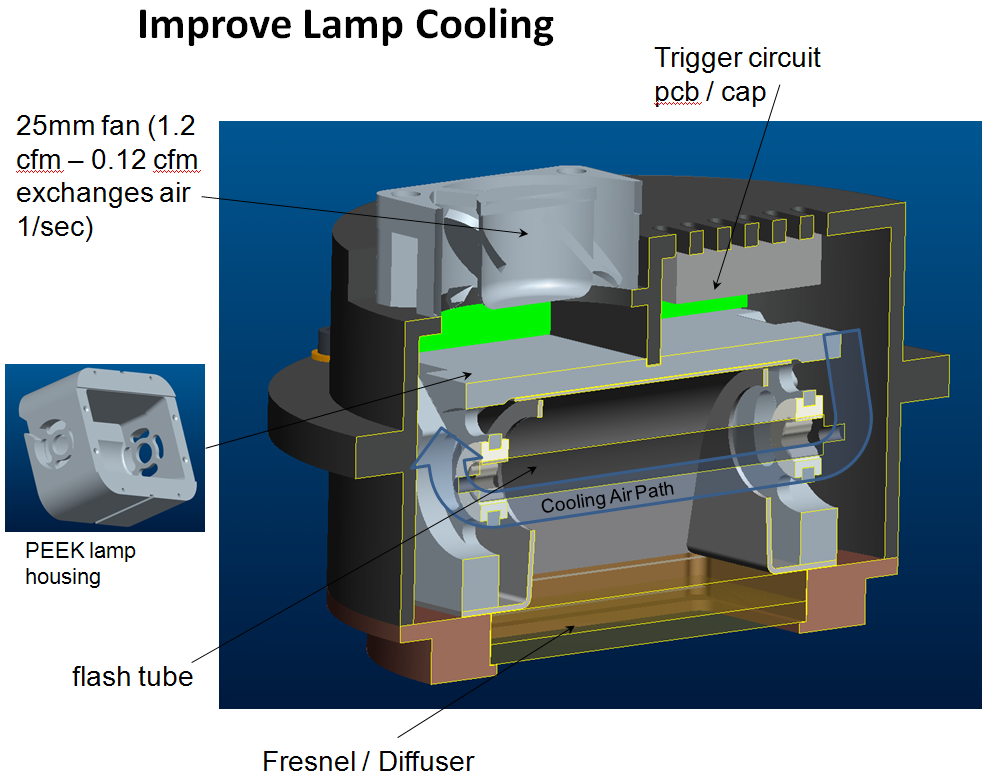 Improve Lamp Cooling
Trigger circuit
pcb / cap
25mm fan (1.2
cfm – 0.12 cfm
exchanges air
1/sec)
Cooling Air Path
PEEK lamp
housing
flash tube
Fresnel / Diffuser